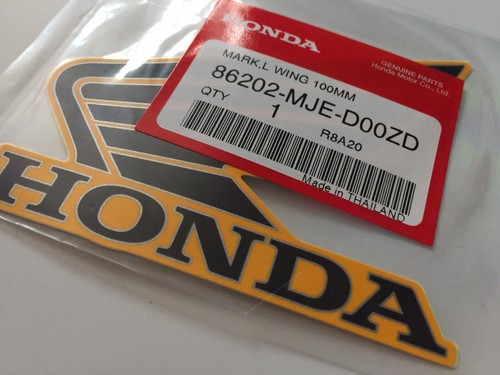 HONDA
GENUINE PARTS
Honda Motor Co., Ltd.
MARK,L WING 100MM
86202-MJE-D00ZD
QTY
1
R8A20
Made in THAILAND
HONDA